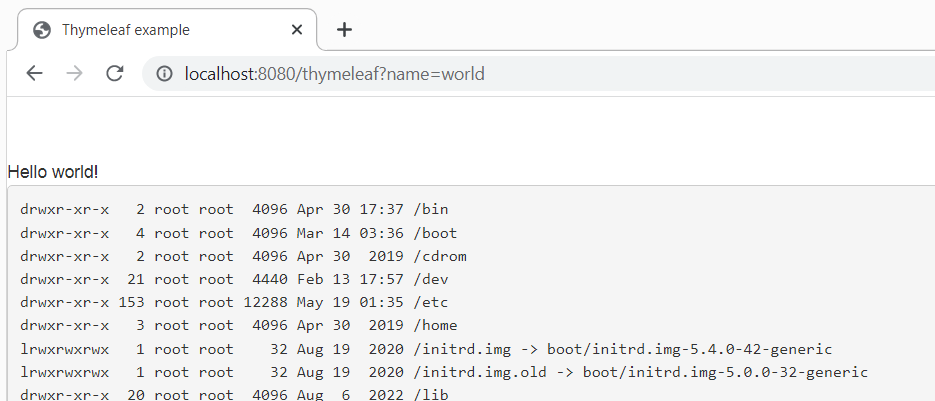 Thymeleaf example
localhost:8080/thymeleaf?name=world
Hello world!
drwxr-xr-x   2 root root  4096 Apr 30 17:37 /bin
drwxr-xr-x   4 root root  4096 Mar 14 03:36 /boot
drwxr-xr-x   2 root root  4096 Apr 30  2019 /cdrom
drwxr-xr-x  21 root root  4440 Feb 13 17:57 /dev
drwxr-xr-x 153 root root 12288 May 19 01:35 /etc
drwxr-xr-x   3 root root  4096 Apr 30  2019 /home
lrwxrwxrwx   1 root root    32 Aug 19  2020 /initrd.img -> boot/initrd.img-5.4.0-42-generic
lrwxrwxrwx   1 root root    32 Aug 19  2020 /initrd.img.old -> boot/initrd.img-5.0.0-32-generic
drwxr-xr-x  20 root root  4096 Aug  6  2022 /lib